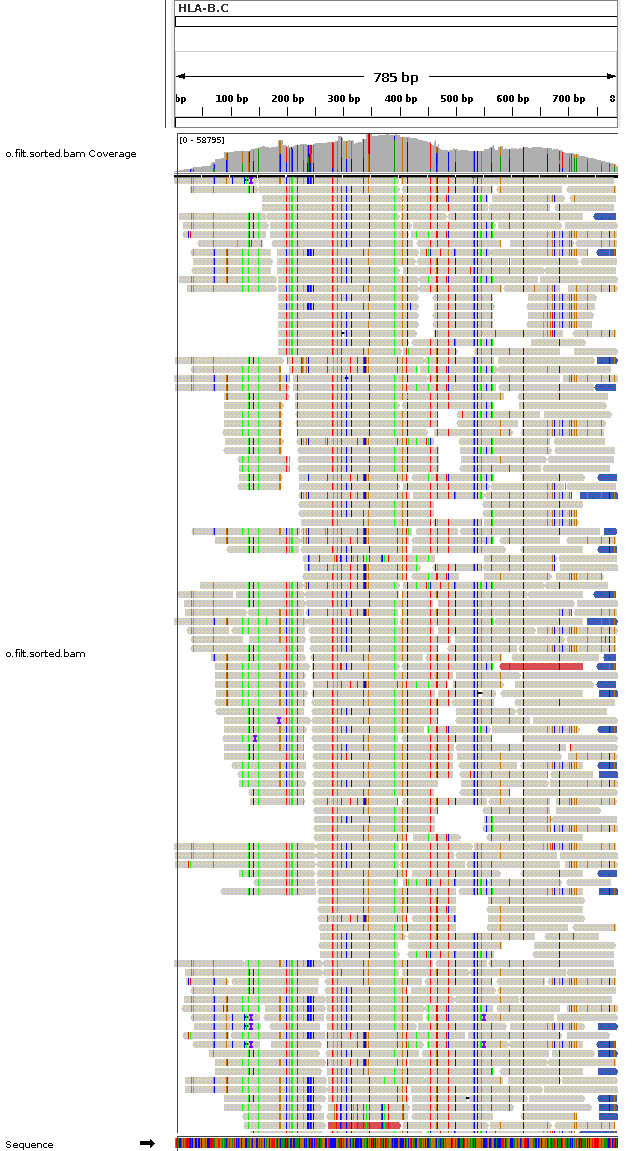 HLA-B.C
785 bp
bp 100 bp 200 bp 300 bp 400 bp 500 bp 600 bp 700 bp 8
[0 - 58795]
o.filt.sorted.bam Coverage
o.filt.sorted.bam
Sequence